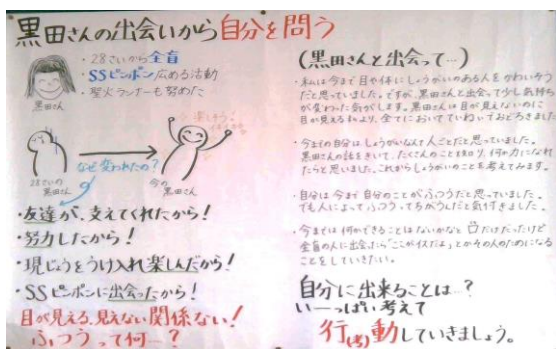 黒田さんの出会いから自分を問う
・28さいから全盲
・SSピンポン広める活動
・聖火ランナーも努めた
黒田さん
楽しそう!
なぜ変われたの?
28さいの
黒田さん
今の
黒田さん
・友達が、支えてくれたから!
・努力したから!
・現じょうをうけ入れ楽しんだから!
・SSピンポンに出会ったから!
目が見える、見えない関係ない!
ふつうって何…?
(黒田さんと出会って…)
・私は今まで目や体にしょうがいのある人をかわいそう
だと思っていました。ですが、黒田さんと出会って少し気持ち
が変わった気がします。黒田さんは目が見えないのに
目が見える私より、全てにおいてていねいでおどろきました
・今までの自分はしょうがいなんて人ごとだと思っていました。
黒田さんの話をきいて、たくさんのことを知り、何か力になれ
たらと思いました。これからしょうがいのことを考えてみます。
・自分は今まで自分のことがふつうだと思っていました。
でも人によってふつうってちがうんだと気付きました。
・今までは何かできることはないかなと口だけだったけど
全盲の人に出会ったら「ここがイスだよ」とかその人のためになる
ことをしていきたい。
自分に出来ることは…?
い〜っぱい考えて
行動していきましょう。